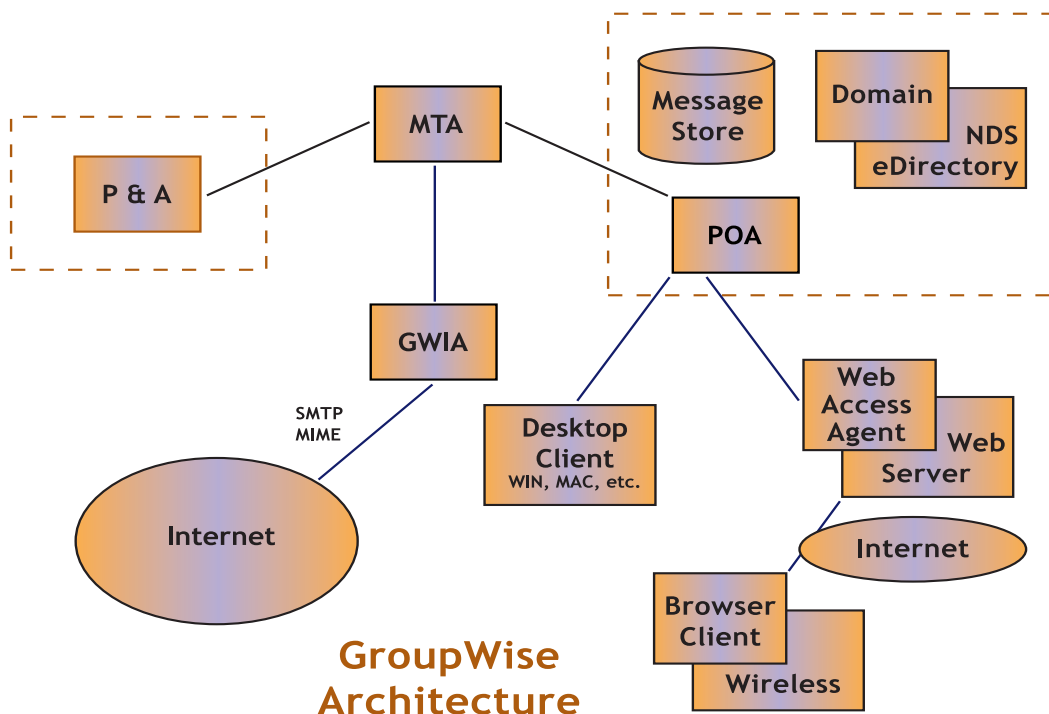 Message
Store
Domain
NDS
eDirectory
MTA
P & A
POA
GWIA
SMTP
MIME
Internet
Desktop
Client
WIN, MAC, etc.
Web
Access
Agent
Web
Server
Internet
Browser
Client
Wireless
GroupWise
Architecture